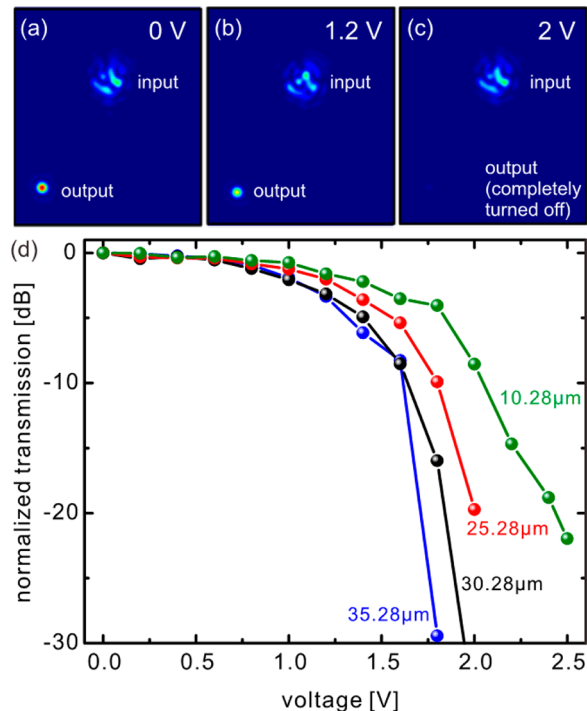 (a) 0 V
input
output
(b) 1.2 V
input
output
(c) 2 V
input
output
(completely
turned off)
(d)
0
-10
-20
-30
normalized transmission [dB]
10.28µm
25.28µm
30.28µm
35.28µm
0.0 0.5 1.0 1.5 2.0 2.5
voltage [V]